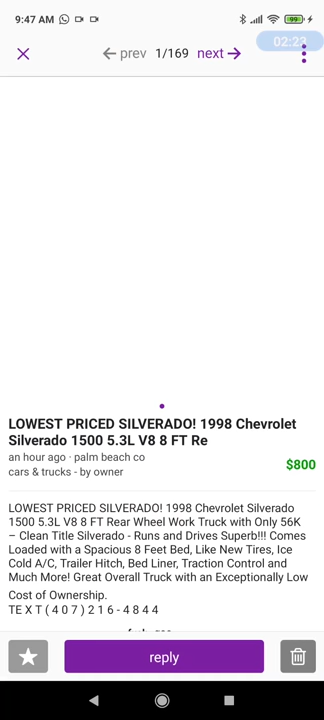 9:47 AM
99
02:23
prev 1/169 next
LOWEST PRICED SILVERADO! 1998 Chevrolet
Silverado 1500 5.3L V8 8 FT Re
an hour ago · palm beach co
cars & trucks - by owner
$800
LOWEST PRICED SILVERADO! 1998 Chevrolet Silverado
1500 5.3L V8 8 FT Rear Wheel Work Truck with Only 56K
– Clean Title Silverado - Runs and Drives Superb!!! Comes
Loaded with a Spacious 8 Feet Bed, Like New Tires, Ice
Cold A/C, Trailer Hitch, Bed Liner, Traction Control and
Much More! Great Overall Truck with an Exceptionally Low
Cost of Ownership.
TE X T ( 4 0 7 ) 2 1 6 - 4 8 4 4
reply